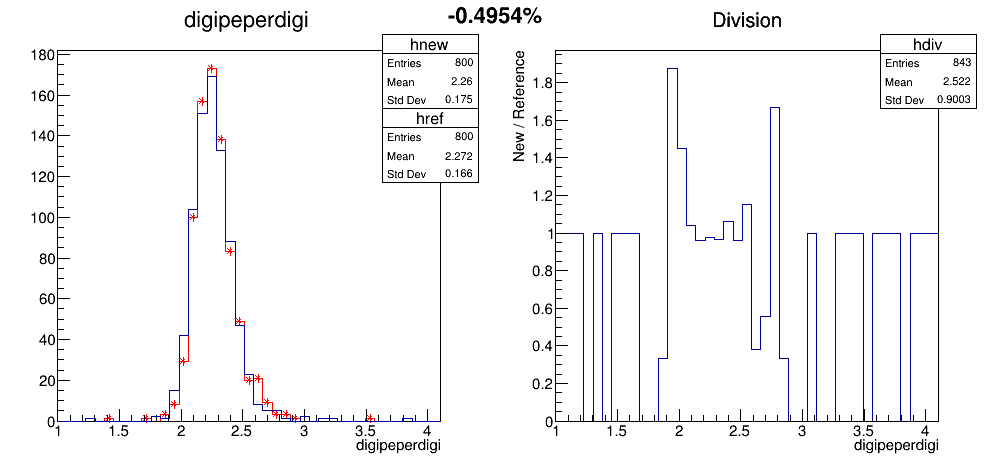 -0.4954%
digipeperdigi
hnew
Entries 800
Mean 2.26
Std Dev 0.175
href
Entries 800
Mean 2.272
Std Dev 0.166
180
160
140
120
100
80
60
40
20
0
1 1.5 2 2.5 3 3.5 4
digipeperdigi
Division
hdiv
Entries 843
Mean 2.522
Std Dev 0.9003
New / Reference
1.8
1.6
1.4
1.2
1
0.8
0.6
0.4
0.2
0
1 1.5 2 2.5 3 3.5 4
digipeperdigi